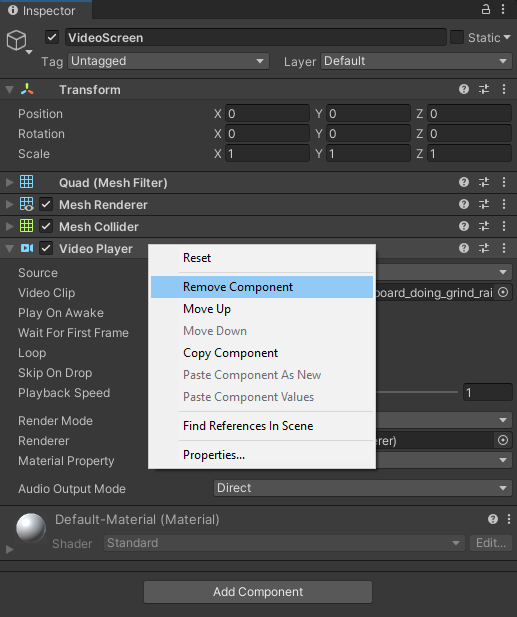 Inspector
VideoScreen
Static
Tag Untagged Layer Default
Transform
Position X 0 Y 0 Z 0
Rotation X 0 Y 0 Z 0
Scale X 1 Y 1 Z 1
Quad (Mesh Filter)
Mesh Renderer
Mesh Collider
Video Player
Reset
Source
Remove Component
Video Clip
board_doing_grind_rai
Move Up
Play On Awake
Move Down
Wait For First Frame
Copy Component
Loop
Paste Component As New
Skip On Drop
Paste Component Values
Playback Speed 1
Render Mode
Find References In Scene
Renderer
erer)
Properties...
Material Property
Audio Output Mode Direct
Default-Material (Material)
Shader Standard Edit...
Add Component